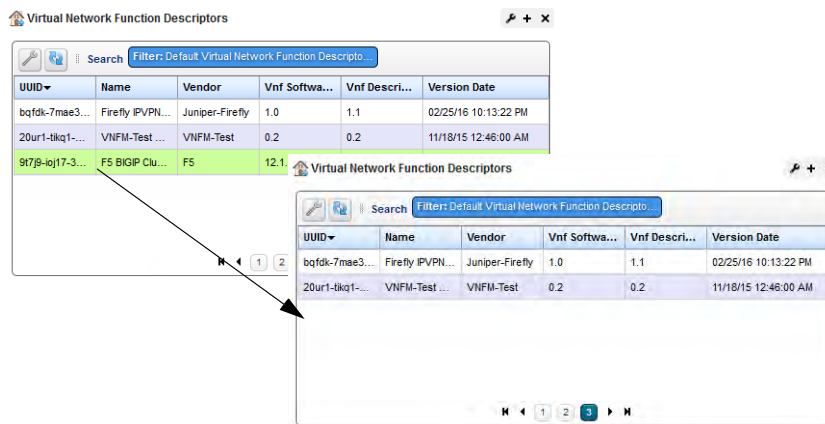 Virtual Network Function Descriptors
Search Filter: Default Virtual Network Function Descripto...
UUID Name Vendor Vnf Softwa... Vnf Descri... Version Date
bqfdk-7mae3... Firefly IPVPN... Juniper-Firefly 1.0 1.1 02/25/16 10:13:22 PM
20ur1-tikq1-... VNFM-Test ... VNFM-Test 0.2 0.2 11/18/15 12:46:00 AM
9t7j9-ioj17-3... F5 BIGIP Clu... F5 12.1.
1 2
Virtual Network Function Descriptors
Search Filter: Default Virtual Network Function Descripto...
UUID Name Vendor Vnf Softwa... Vnf Descri... Version Date
bqfdk-7mae3... Firefly IPVPN... Juniper-Firefly 1.0 1.1 02/25/16 10:13:22 PM
20ur1-tikq1-... VNFM-Test ... VNFM-Test 0.2 0.2 11/18/15 12:46:00 AM
1 2 3